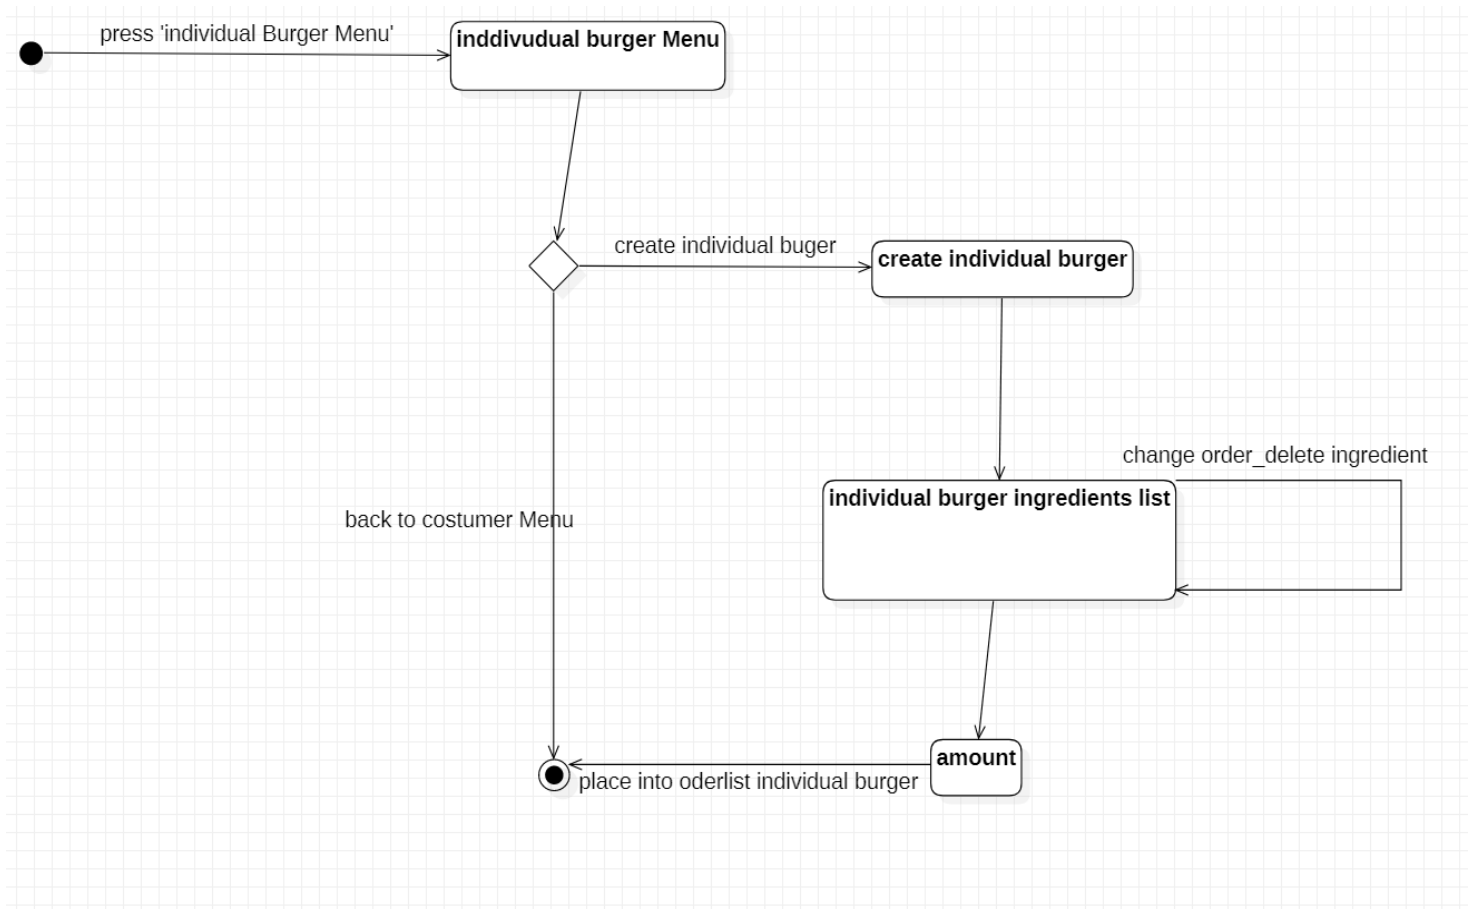 press 'individual Burger Menu'
inddivudual burger Menu
create individual buger
create individual burger
change order_delete ingredient
individual burger ingredients list
back to costumer Menu
amount
place into oderlist individual burger